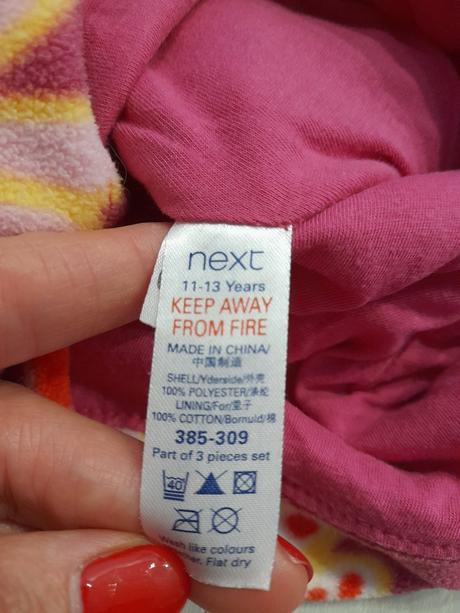 next
11-13 Years
KEEP AWAY
FROM FIRE
MADE IN CHINA/
中国制造
SHELL/Yderside/外壳
100% POLYESTER/涤纶
LINING/For/里子
100% COTTON/Bomuld/棉
385-309
Part of 3 pieces set
40
Wash like colours
Flat dry